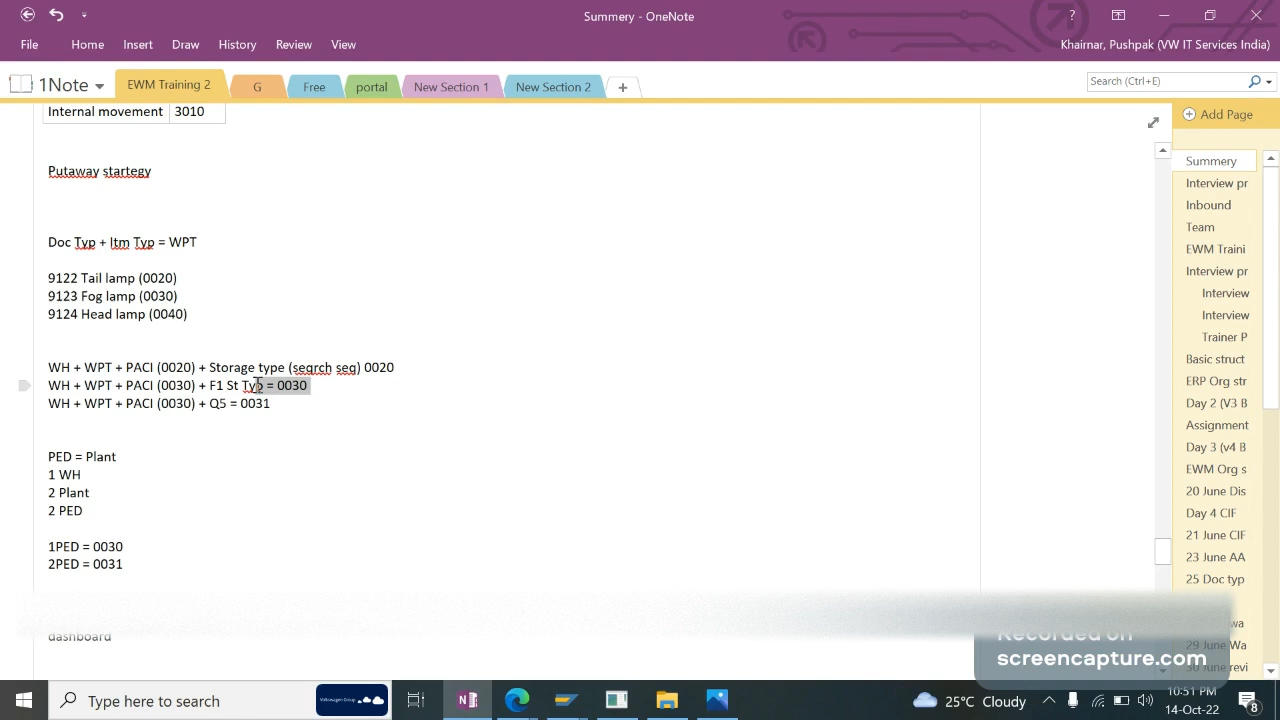 Summery - OneNote
?
File Home Insert Draw History Review View
Khairnar, Pushpak (VW IT Services India)
1Note
EWM Training 2
G
Free
portal
New Section 1
New Section 2
+
Search (Ctrl+E)
Internal movement 3010
Add Page
Putaway startegy
Doc Typ + Itm Typ = WPT
9122 Tail lamp (0020)
9123 Fog lamp (0030)
9124 Head lamp (0040)
WH + WPT + PACI (0020) + Storage type (seqrch seq) 0020
WH + WPT + PACI (0030) + F1 St Typ = 0030
WH + WPT + PACI (0030) + Q5 = 0031
PED = Plant
1 WH
2 Plant
2 PED
1PED = 0030
2PED = 0031
dashboard
Summery
Interview pr
Inbound
Team
EWM Traini
Interview pr
Interview
Interview
Trainer P
Basic struct
ERP Org str
Day 2 (V3 B
Assignment
Day 3 (v4 B
EWM Org s
20 June Dis
Day 4 CIF
21 June CIF
23 June AA
25 Doc typ
29 June Wa
30 June revi
Recorded on
screencapture.com
Type here to search
25°C Cloudy
10:51 PM
14-Oct-22
8